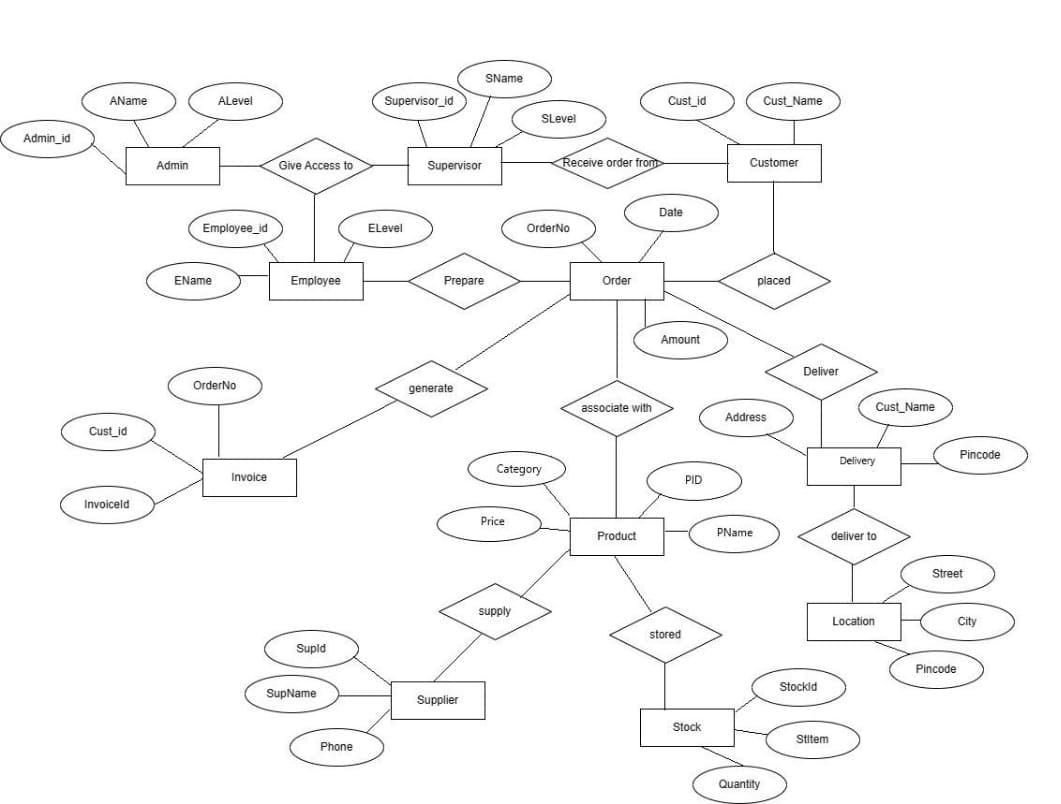 SName
AName
ALevel
Supervisor_id
Cust_id
Cust_Name
SLevel
Admin_id
Admin
Give Access to
Supervisor
Receive order from
Customer
Date
Employee_id
ELevel
OrderNo
EName
Employee
Prepare
Order
placed
Amount
Deliver
OrderNo
generate
associate with
Cust_Name
Address
Cust_id
Delivery
Pincode
Category
Invoice
PID
InvoiceId
Price
Product
PName
deliver to
Street
supply
Location
City
stored
SupId
Pincode
StockId
SupName
Supplier
Stock
StItem
Phone
Quantity